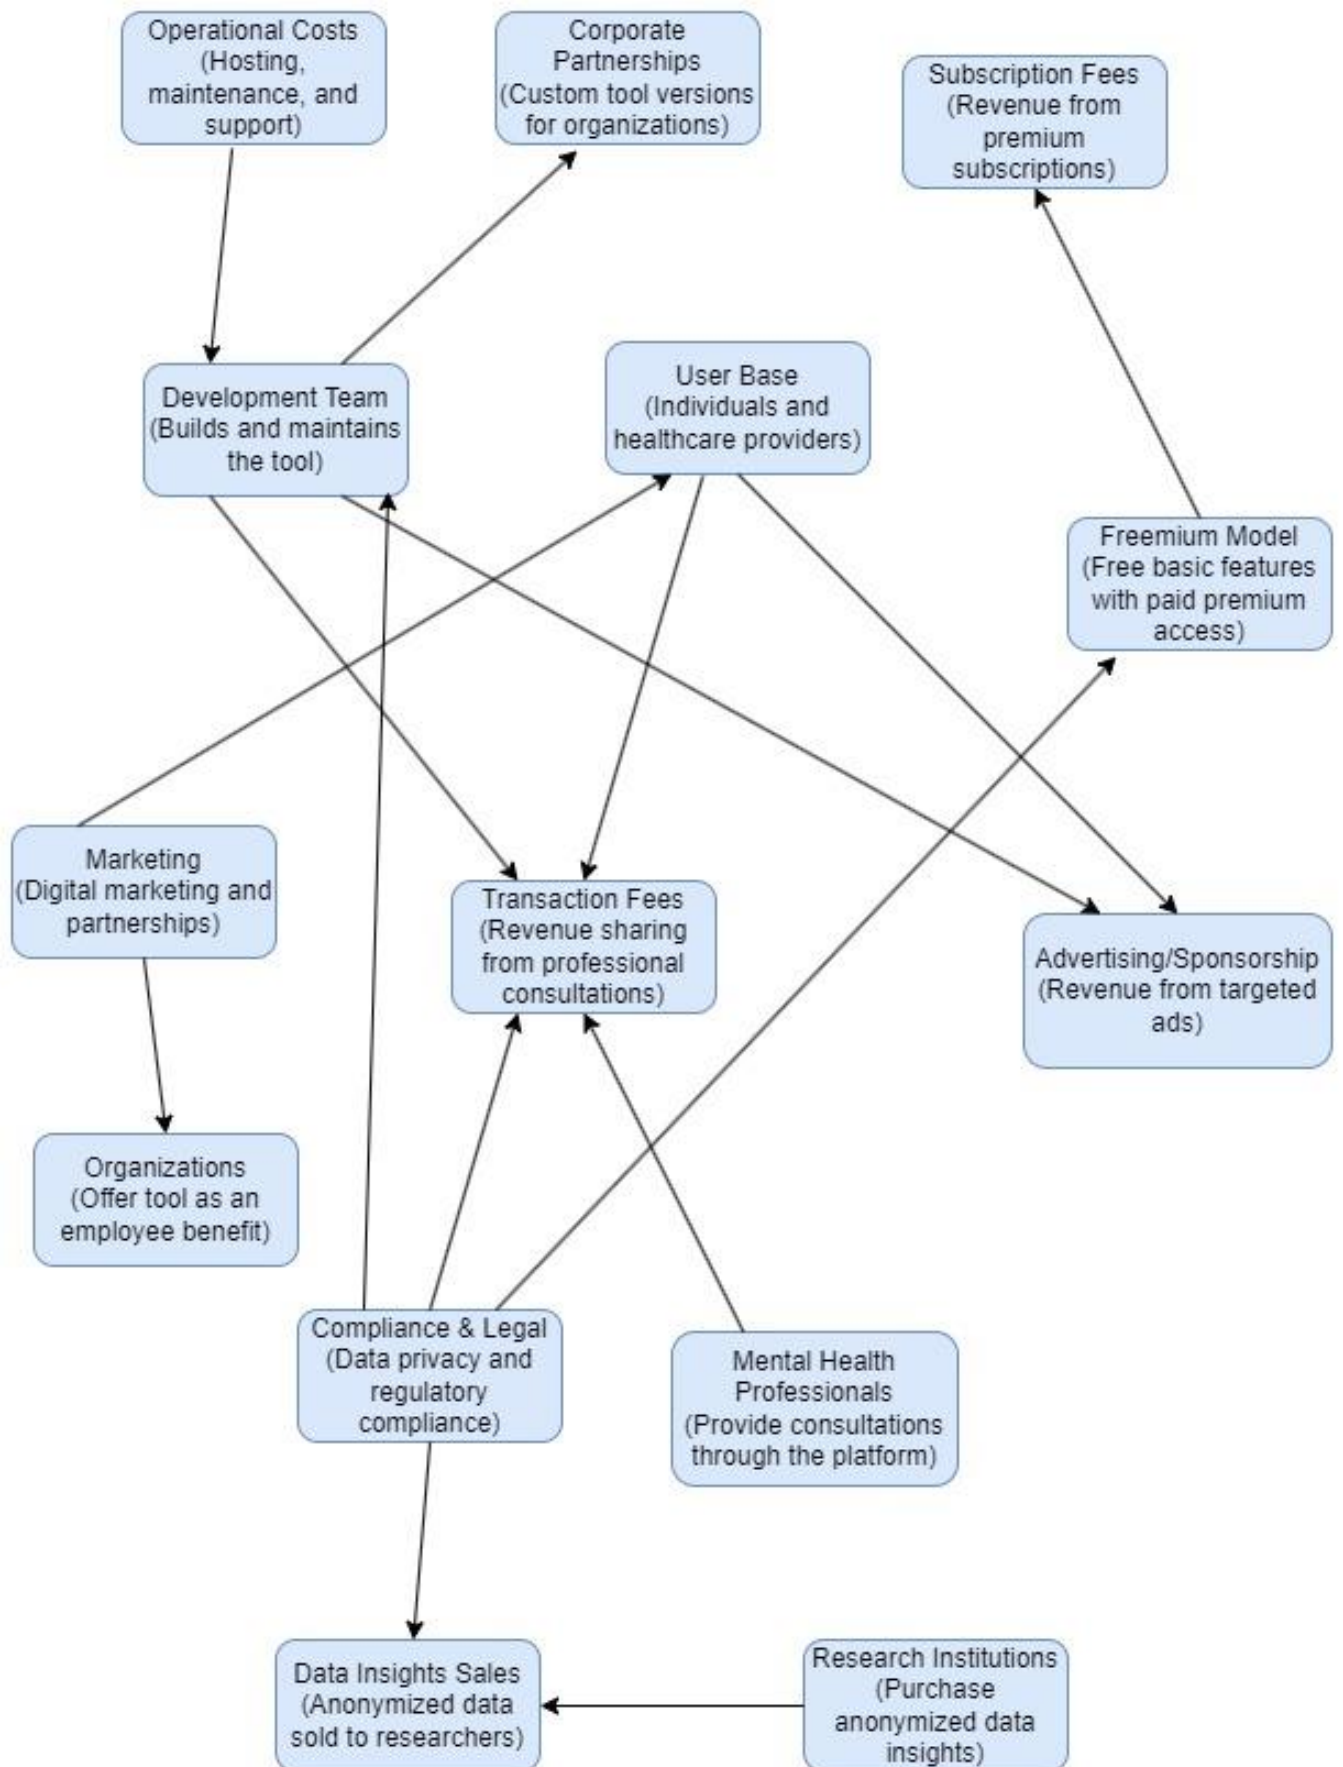 Operational Costs
(Hosting,
maintenance, and
support)
Corporate
Partnerships
(Custom tool versions
for organizations)
Subscription Fees
(Revenue from
premium
subscriptions)
Development Team
(Builds and maintains
the tool)
User Base
(Individuals and
healthcare providers)
Freemium Model
(Free basic features
with paid premium
access)
Marketing
(Digital marketing and
partnerships)
Transaction Fees
(Revenue sharing
from professional
consultations)
Advertising/Sponsorship
(Revenue from targeted
ads)
Organizations
(Offer tool as an
employee benefit)
Compliance & Legal
(Data privacy and
regulatory
compliance)
Mental Health
Professionals
(Provide consultations
through the platform)
Data Insights Sales
(Anonymized data
sold to researchers)
Research Institutions
(Purchase
anonymized data
insights)